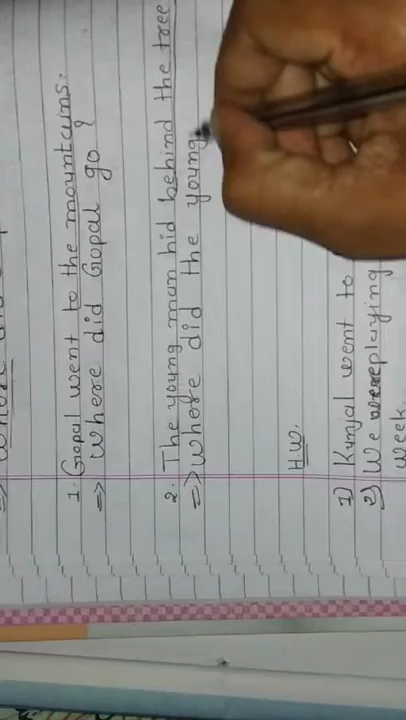 1. Gopal went to the mountains.
=> Where did Gopal go ?
2. The young man hid behind the tree
=> Where did the young
H.W.
1) Kunjal went to
2) We were playing
week.